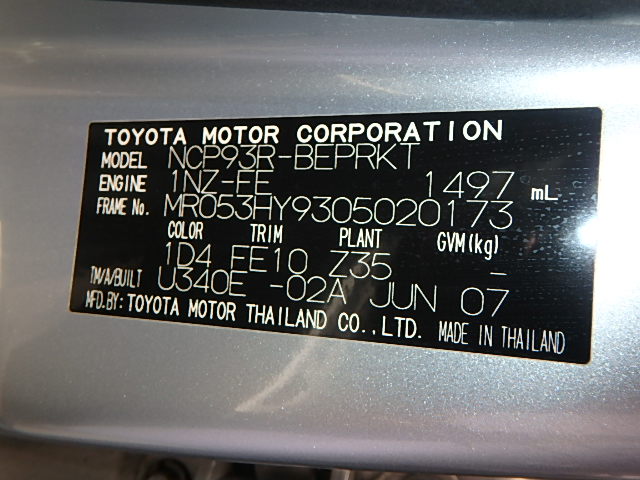 TOYOTA MOTOR CORPORATION
MODEL NCP93R-BEPRKT
ENGINE 1NZ-FE 1497 mL
FRAME No. MR053HY9305020173
COLOR TRIM PLANT GVM(kg)
1D4 FE10 Z35 -
TM/A/BUILT U340E -02A JUN 07
MFD.BY: TOYOTA MOTOR THAILAND CO.,LTD. MADE IN THAILAND